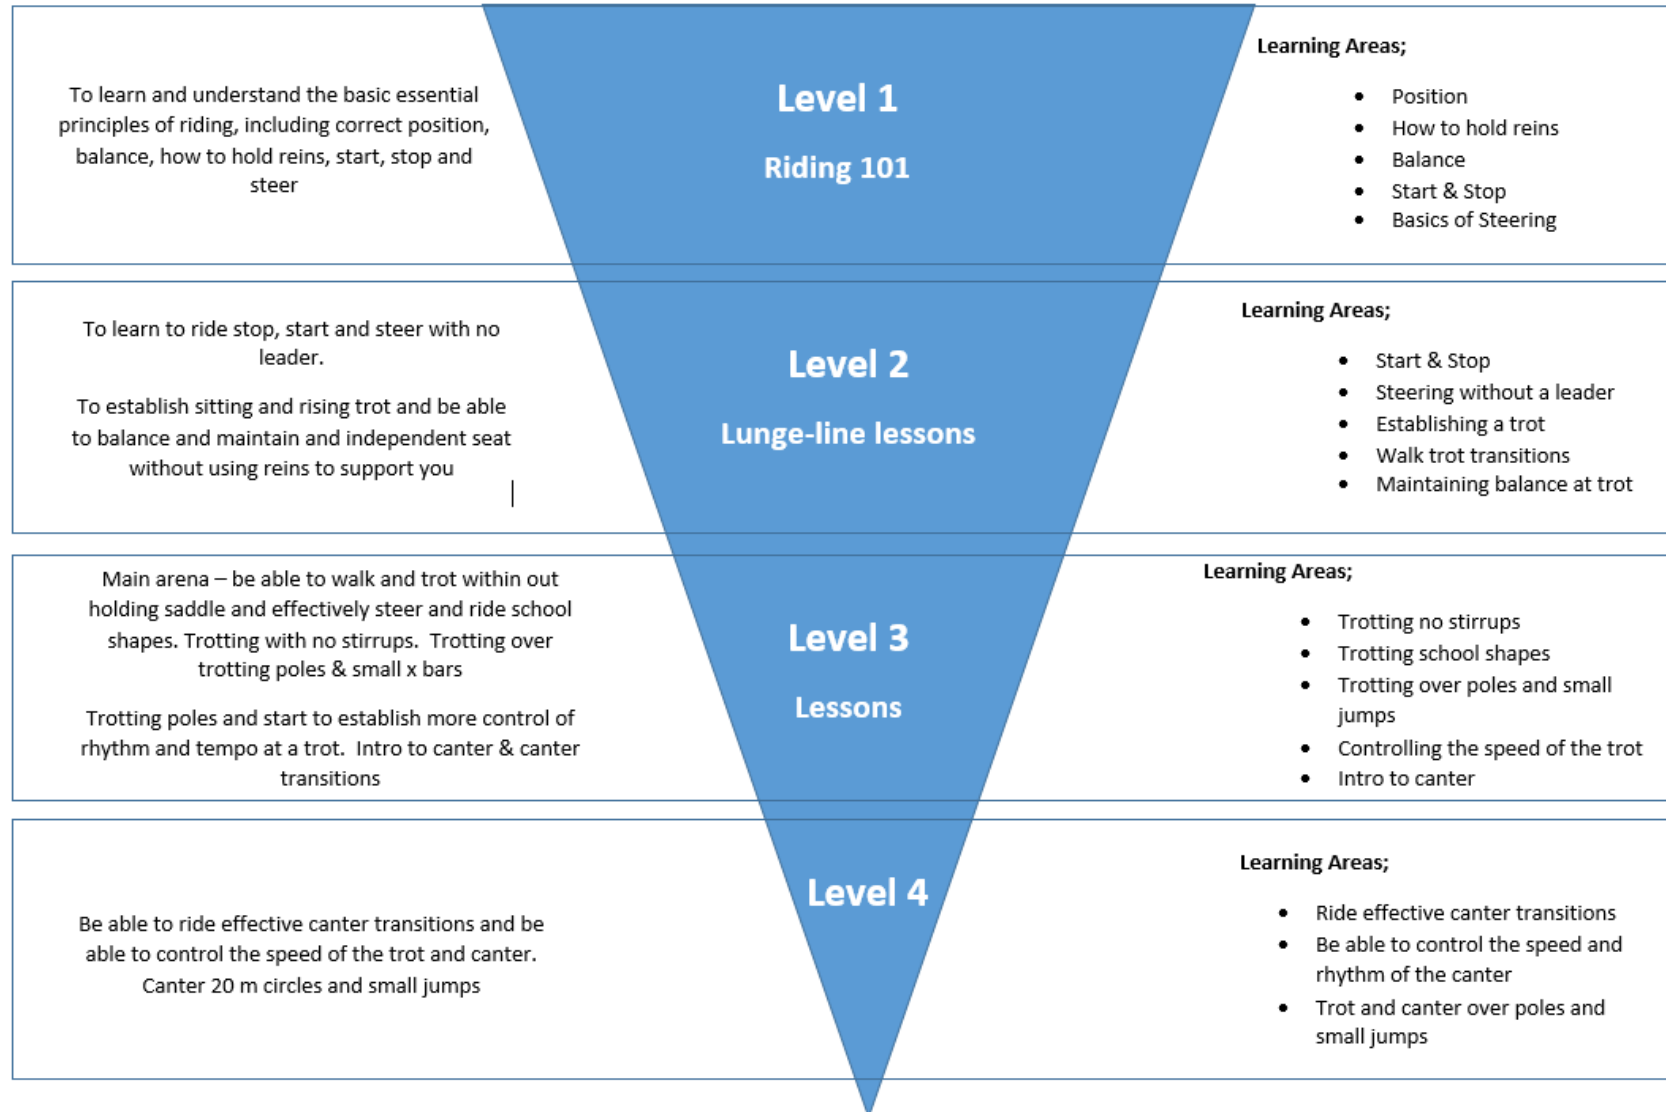 To learn and understand the basic essential
principles of riding, including correct position,
balance, how to hold reins, start, stop and
steer
Level 1
Riding 101
Learning Areas;
• Position
• How to hold reins
• Balance
• Start & Stop
• Basics of Steering
To learn to ride stop, start and steer with no
leader.
To establish sitting and rising trot and be able
to balance and maintain and independent seat
without using reins to support you
Level 2
Lunge-line lessons
Learning Areas;
• Start & Stop
• Steering without a leader
• Establishing a trot
• Walk trot transitions
• Maintaining balance at trot
Main arena – be able to walk and trot within out
holding saddle and effectively steer and ride school
shapes. Trotting with no stirrups. Trotting over
trotting poles & small x bars
Trotting poles and start to establish more control of
rhythm and tempo at a trot. Intro to canter & canter
transitions
Level 3
Lessons
Learning Areas;
• Trotting no stirrups
• Trotting school shapes
• Trotting over poles and small
jumps
• Controlling the speed of the trot
• Intro to canter
Be able to ride effective canter transitions and be
able to control the speed of the trot and canter.
Canter 20 m circles and small jumps
Level 4
Learning Areas;
• Ride effective canter transitions
• Be able to control the speed and
rhythm of the canter
• Trot and canter over poles and
small jumps